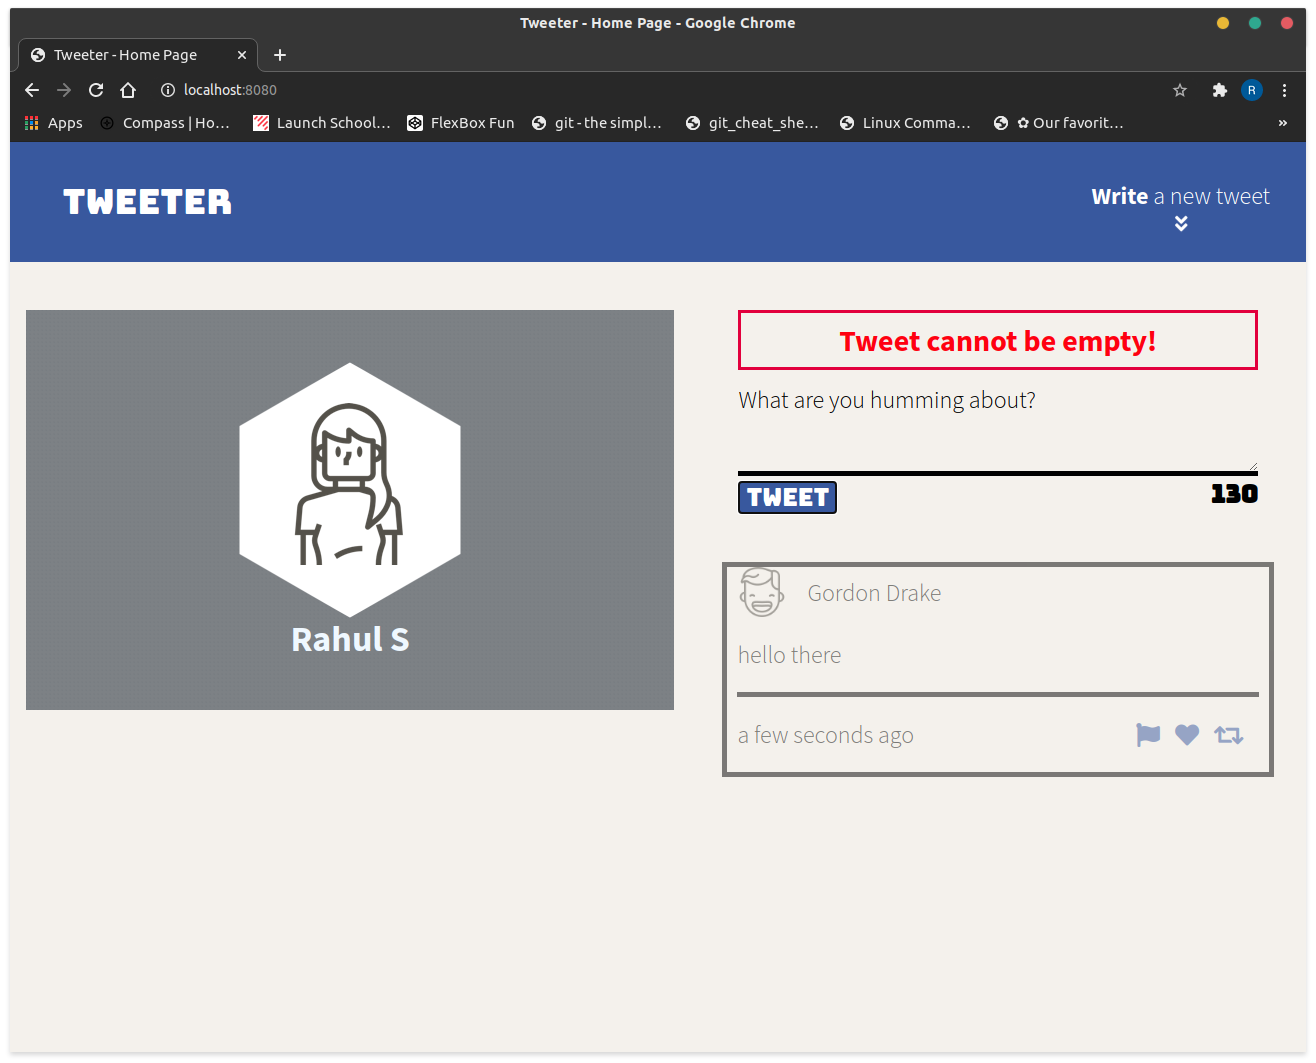 Tweeter - Home Page - Google Chrome
Tweeter - Home Page
localhost:8080
R
Apps
Compass | Ho...
Launch School...
FlexBox Fun
git - the simpl...
git_cheat_she...
Linux Comma...
✿ Our favorit...
»
TWEETER
Write a new tweet
Rahul S
Tweet cannot be empty!
What are you humming about?
TWEET
130
Gordon Drake
hello there
a few seconds ago